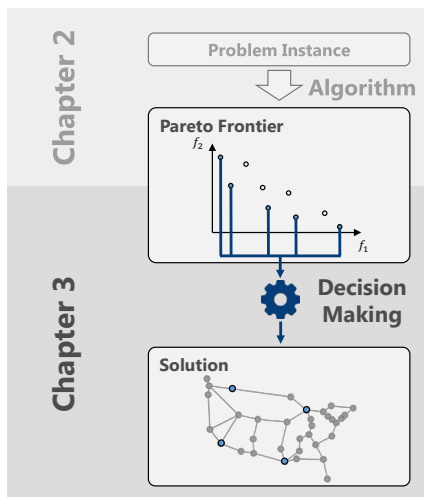 Chapter 2
Problem Instance
Algorithm
Pareto Frontier
f₂
f₁
Chapter 3
Decision
Making
Solution